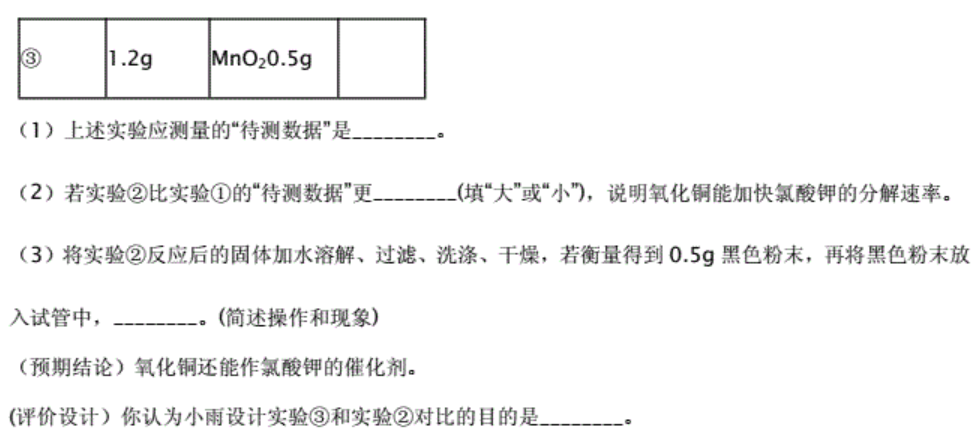 ③ 1.2g MnO₂0.5g
（1）上述实验应测量的“待测数据”是________。
（2）若实验②比实验①的“待测数据”更________(填“大”或“小”)，说明氧化铜能加快氯酸钾的分解速率。
（3）将实验②反应后的固体加水溶解、过滤、洗涤、干燥，若衡量得到 0.5g 黑色粉末，再将黑色粉末放
入试管中，________。(简述操作和现象)
（预期结论）氧化铜还能作氯酸钾的催化剂。
(评价设计）你认为小雨设计实验③和实验②对比的目的是________。